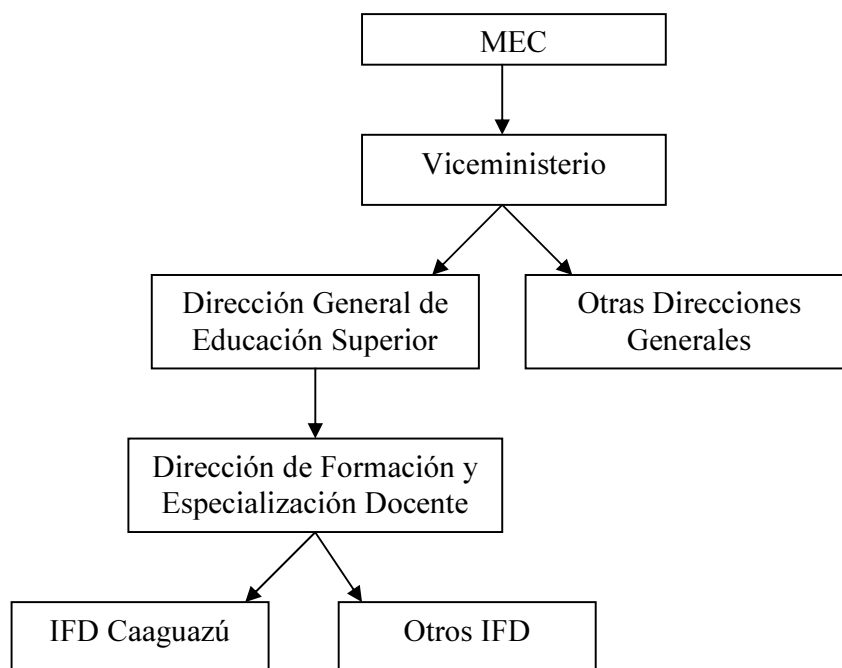 MEC
Viceministerio
Dirección General de
Educación Superior
Otras Direcciones
Generales
Dirección de Formación y
Especialización Docente
IFD Caaguazú
Otros IFD